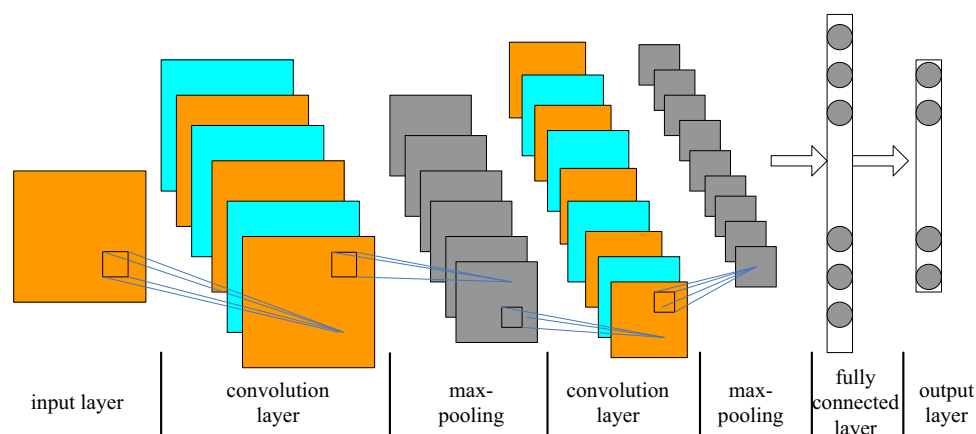 input layer
convolution
layer
max-
pooling
convolution
layer
max-
pooling
fully
connected
layer
output
layer